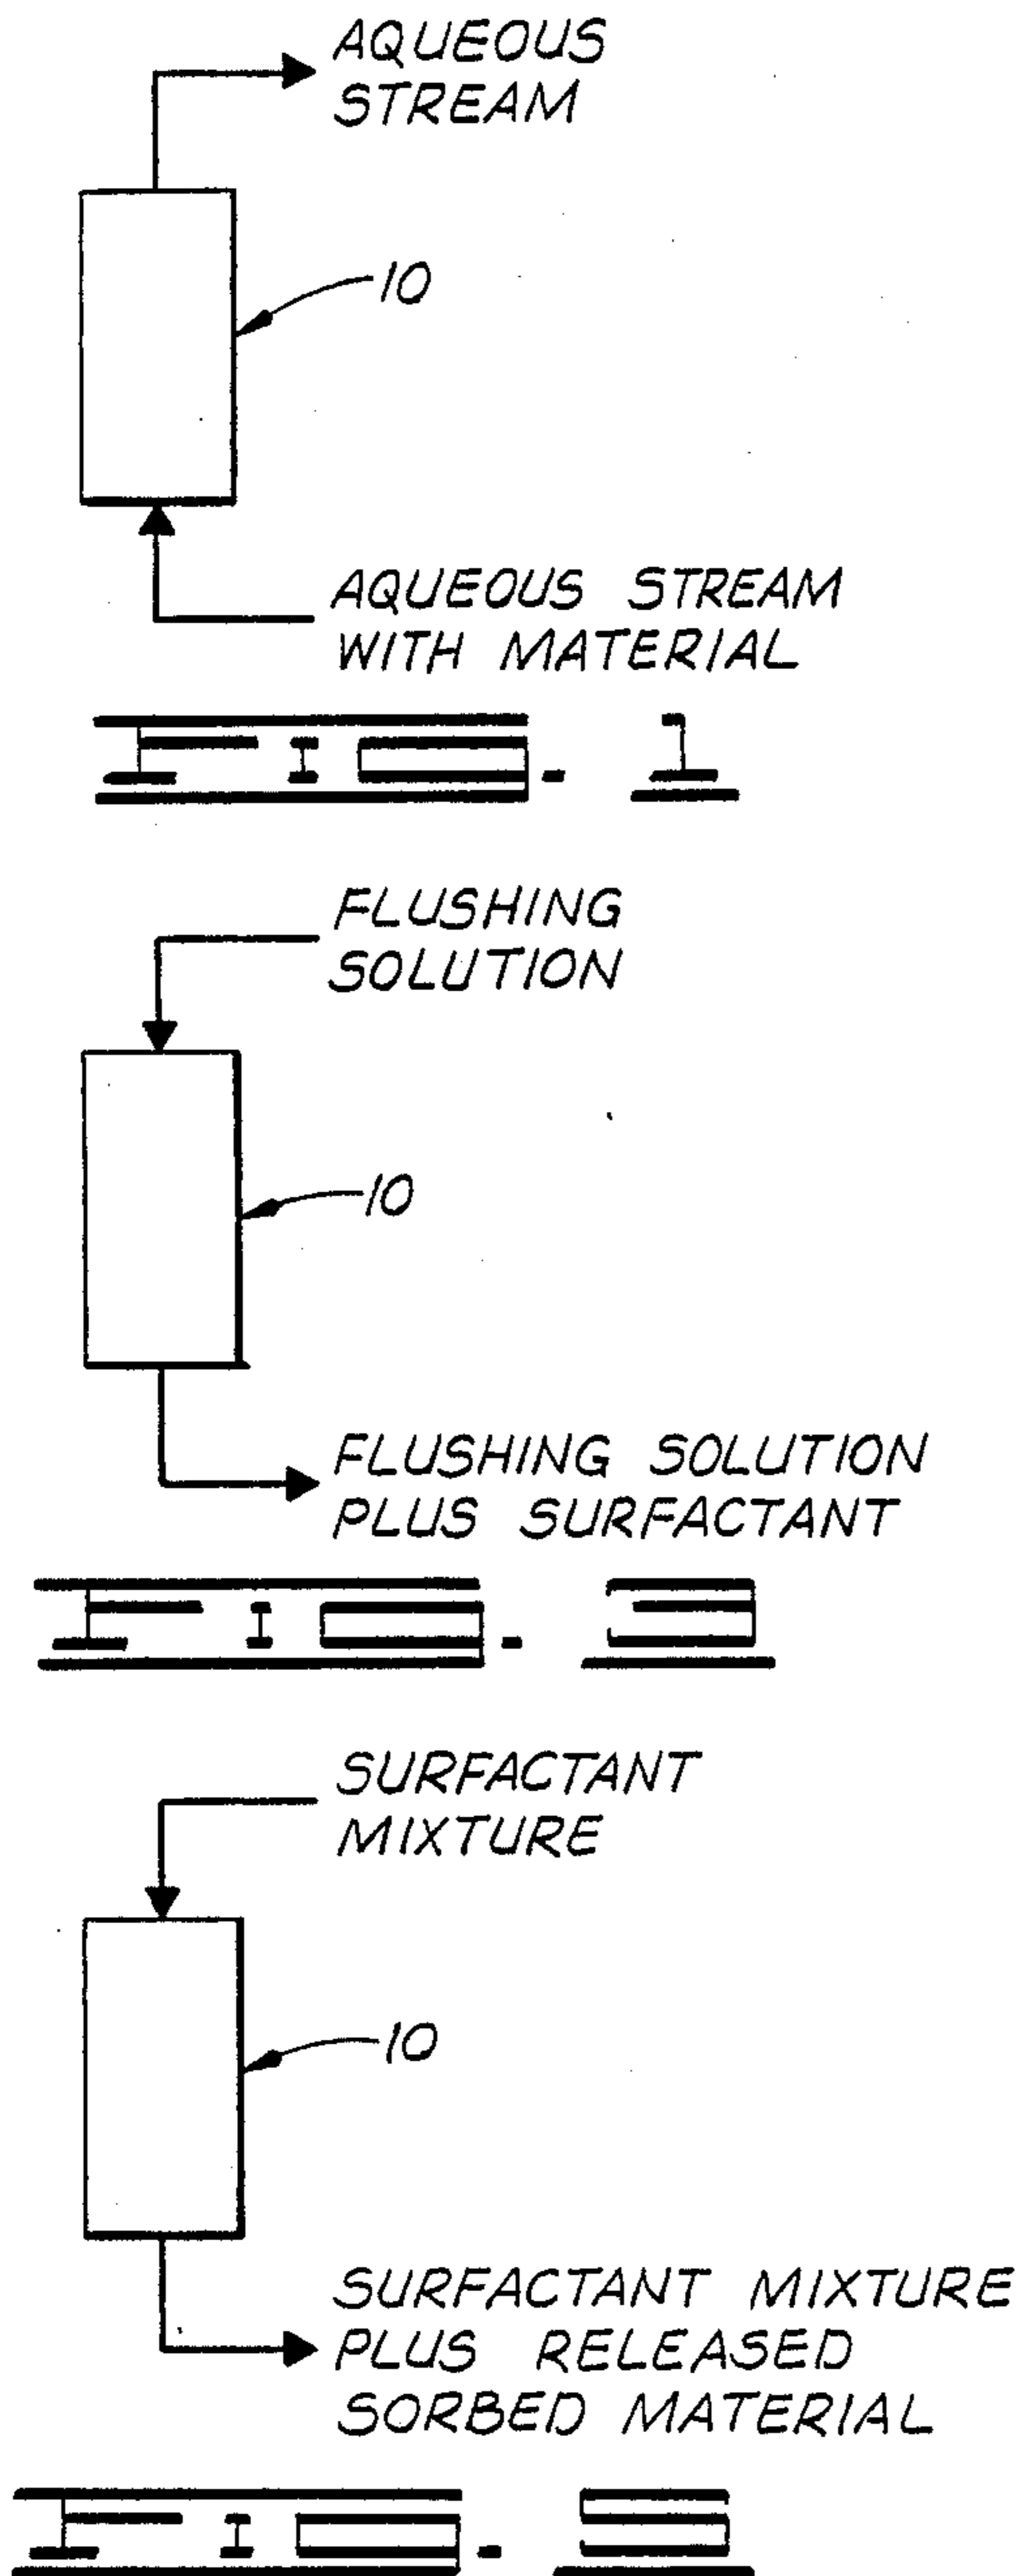 AQUEOUS
STREAM
10
AQUEOUS STREAM
WITH MATERIAL
FIG. 1
FLUSHING
SOLUTION
10
FLUSHING SOLUTION
PLUS SURFACTANT
FIG. 3
SURFACTANT
MIXTURE
10
SURFACTANT MIXTURE
PLUS RELEASED
SORBED MATERIAL
FIG. 5